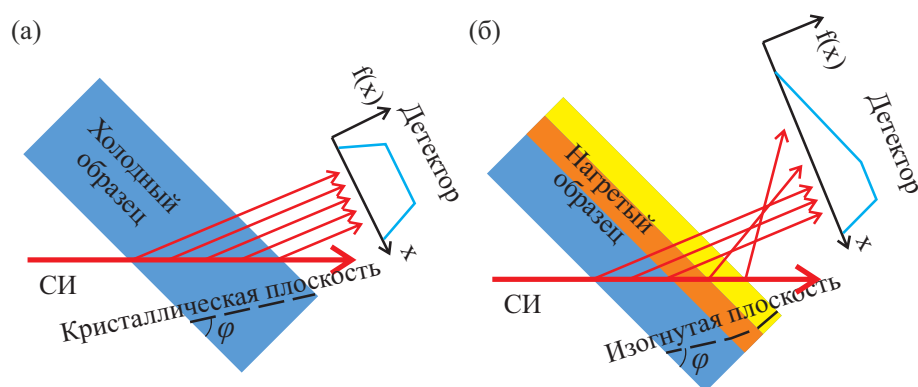 (а)
f(x)
Детектор
Холодный
образец
x
СИ
Кристаллическая плоскость
φ
(б)
f(x)
Детектор
Нагретый
образец
x
СИ
Изогнутая плоскость
φ